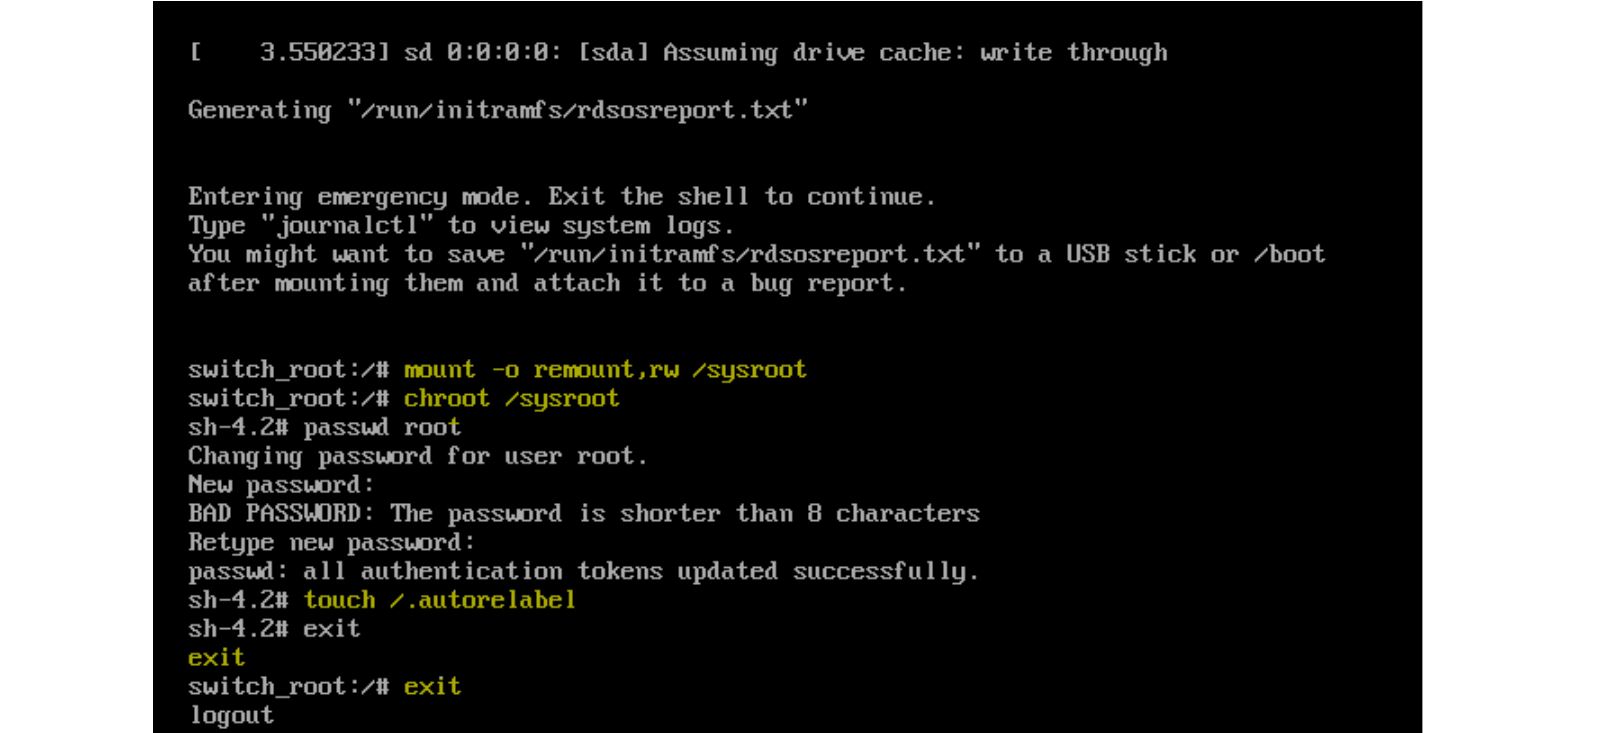 [    3.550233] sd 0:0:0:0: [sda] Assuming drive cache: write through
Generating "/run/initramfs/rdsosreport.txt"
Entering emergency mode. Exit the shell to continue.
Type "journalctl" to view system logs.
You might want to save "/run/initramfs/rdsosreport.txt" to a USB stick or /boot
after mounting them and attach it to a bug report.
switch_root:/# mount -o remount,rw /sysroot
switch_root:/# chroot /sysroot
sh-4.2# passwd root
Changing password for user root.
New password:
BAD PASSWORD: The password is shorter than 8 characters
Retype new password:
passwd: all authentication tokens updated successfully.
sh-4.2# touch /.autorelabel
sh-4.2# exit
exit
switch_root:/# exit
logout